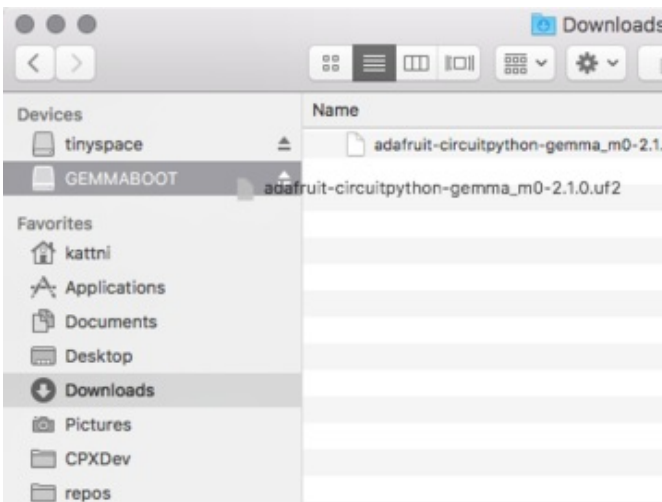 Downloads
Devices
Name
tinyspace
adafruit-circuitpython-gemma_m0-2.1.
GEMMABOOT
adafruit-circuitpython-gemma_m0-2.1.0.uf2
Favorites
kattni
Applications
Documents
Desktop
Downloads
Pictures
CPXDev
repos